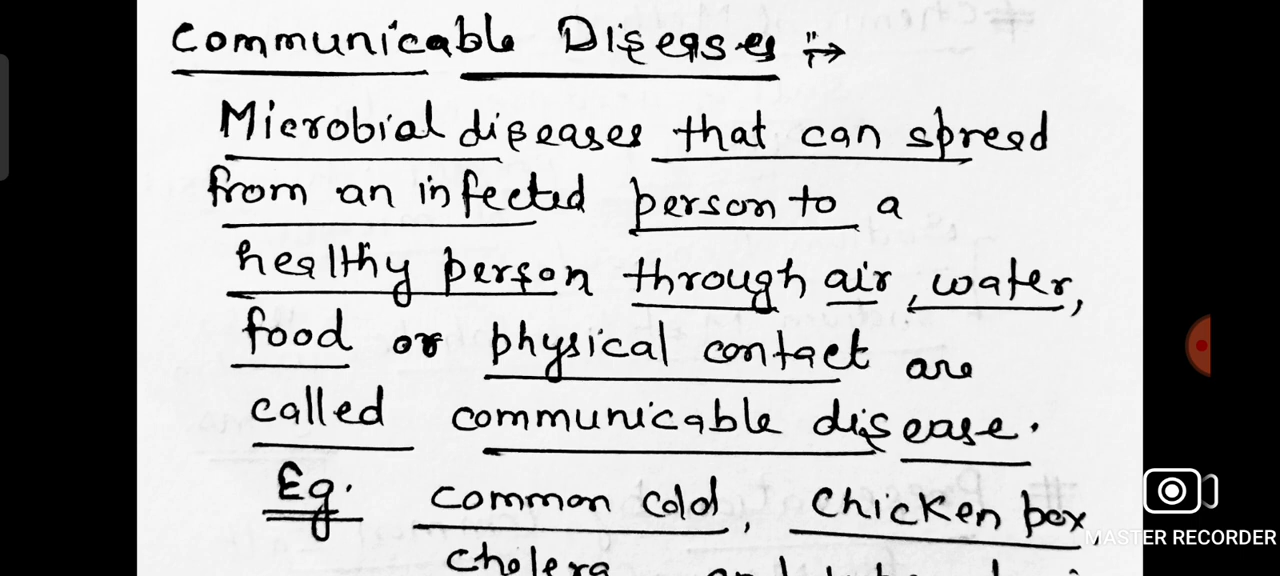 Communicable Diseases :→
Microbial diseases that can spread
from an infected person to a
healthy person through air, water,
food or physical contact are
called communicable disease.
Eg. common cold, chicken pox,
cholera
MASTER RECORDER